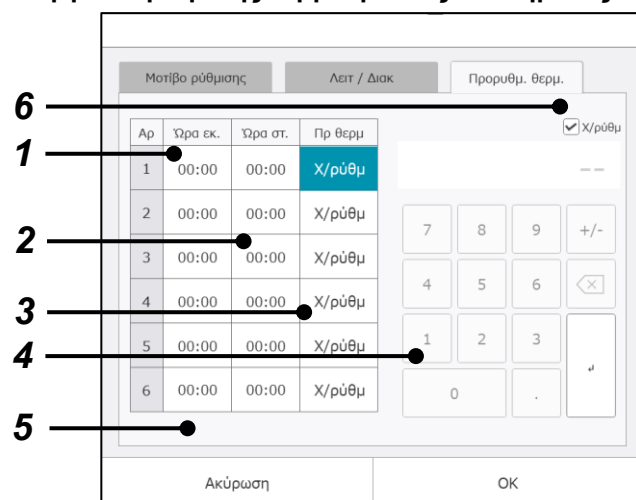 Μοτίβο ρύθμισης Λειτ / Διακ Προρυθμ. θερμ.
6
Αρ Ώρα εκ. Ώρα στ. Πρ θερμ Χ/ρύθμ
1
1 00:00 00:00 Χ/ρύθμ --
2 00:00 00:00 Χ/ρύθμ 7 8 9 +/-
2
3 00:00 00:00 Χ/ρύθμ
4 5 6
4 00:00 00:00 Χ/ρύθμ
3
5 00:00 00:00 Χ/ρύθμ 1 2 3
4
6 00:00 00:00 Χ/ρύθμ 0 .
5
Ακύρωση OK